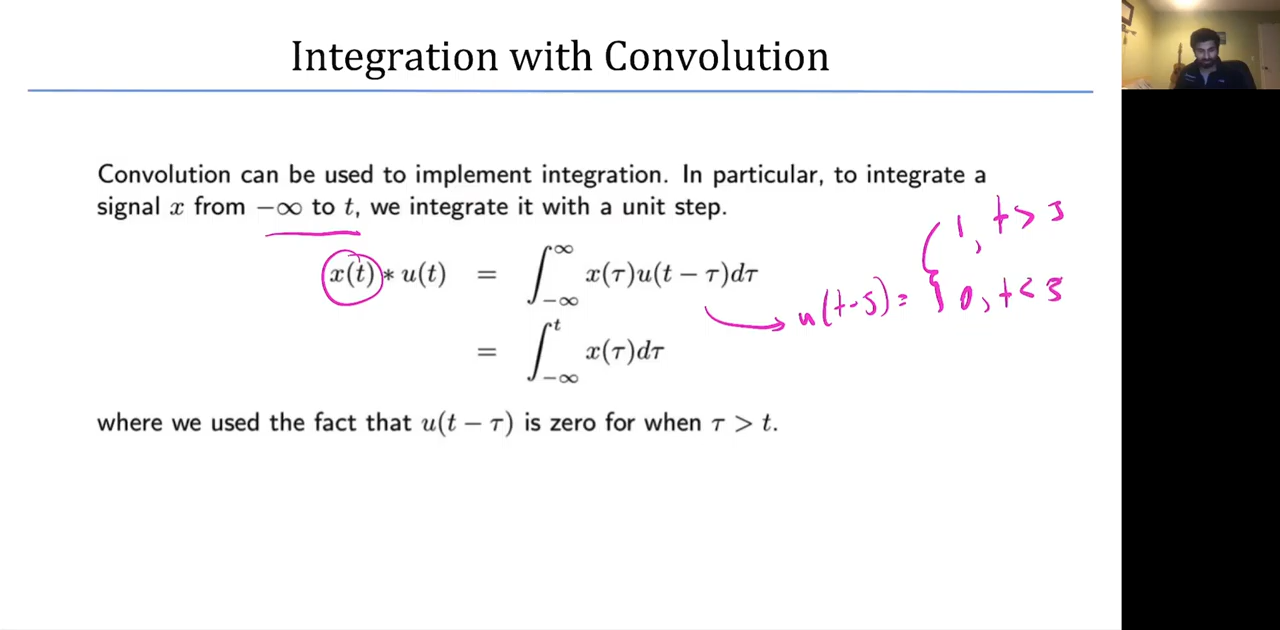 Integration with Convolution
Convolution can be used to implement integration. In particular, to integrate a
signal x from −∞ to t, we integrate it with a unit step.
x(t) ∗ u(t) = ∫_{−∞}^{∞} x(τ)u(t − τ)dτ
u(t-5) = { 1, t > 5
0, t < 5
= ∫_{−∞}^{t} x(τ)dτ
where we used the fact that u(t − τ) is zero for when τ > t.